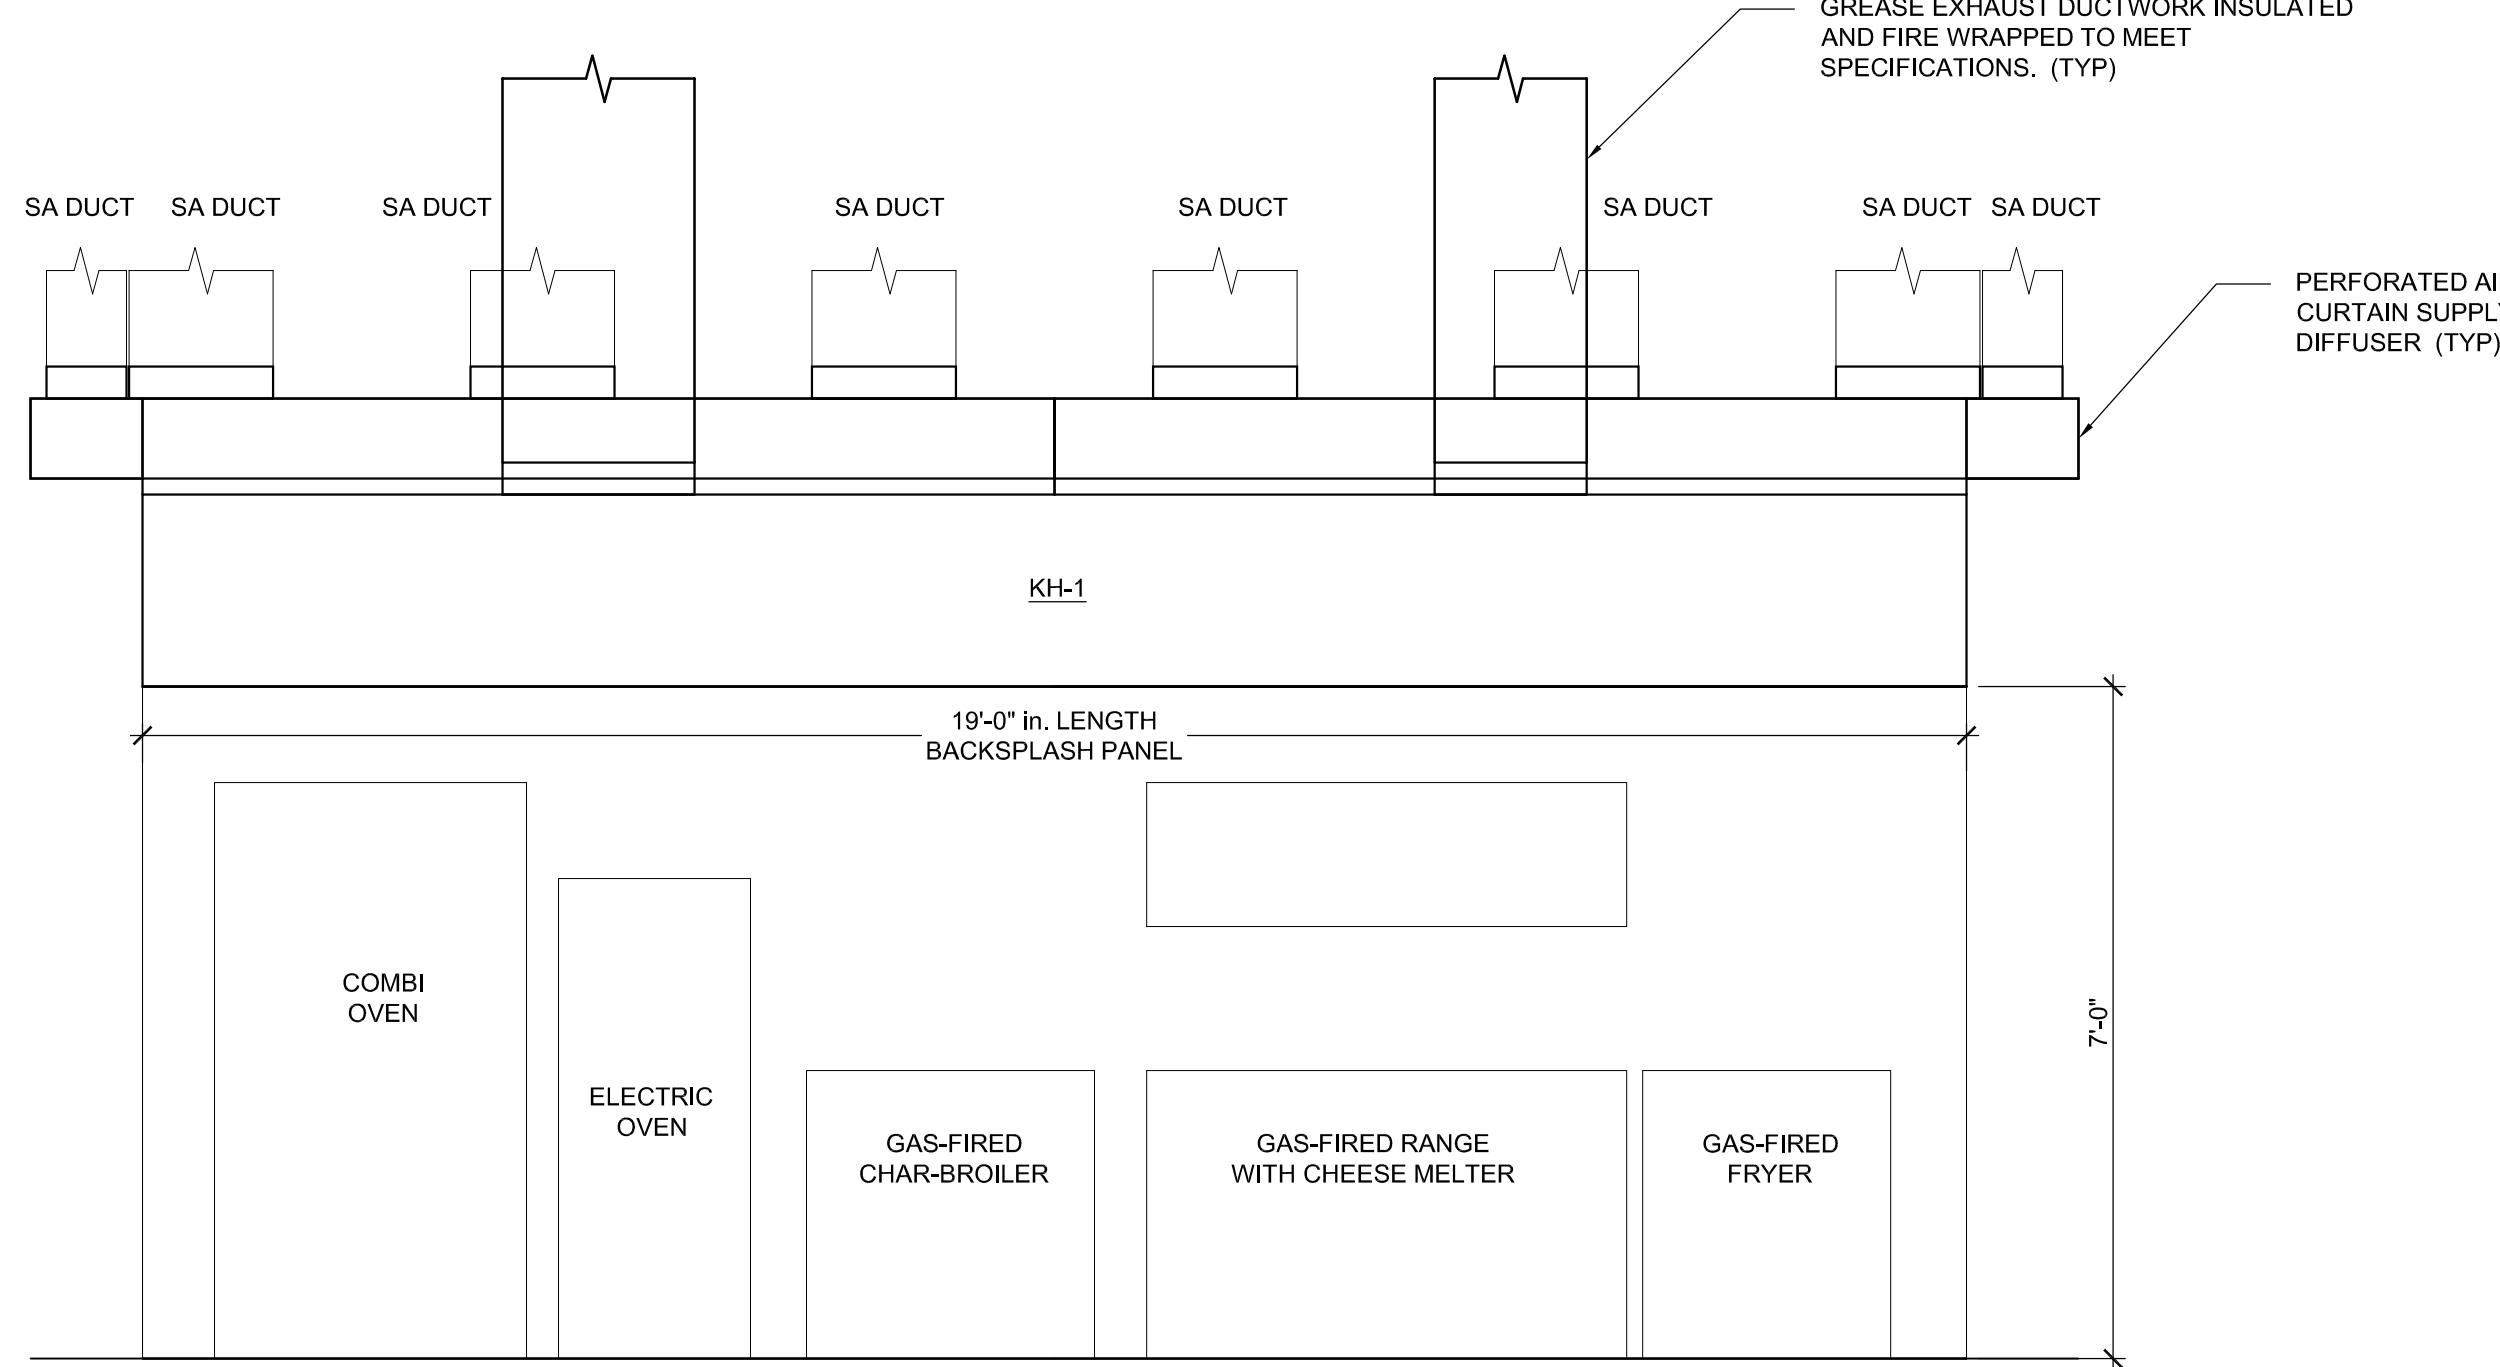 GREASE EXHAUST DUCTWORK INSULATED
AND FIRE WRAPPED TO MEET
SPECIFICATIONS. (TYP)
SA DUCT
SA DUCT
SA DUCT
SA DUCT
SA DUCT
SA DUCT
SA DUCT
SA DUCT
PERFORATED AI
CURTAIN SUPPLY
DIFFUSER (TYP)
KH-1
19'-0" in. LENGTH
BACKSPLASH PANEL
7'-0"
COMBI
OVEN
ELECTRIC
OVEN
GAS-FIRED
CHAR-BROILER
GAS-FIRED RANGE
WITH CHEESE MELTER
GAS-FIRED
FRYER